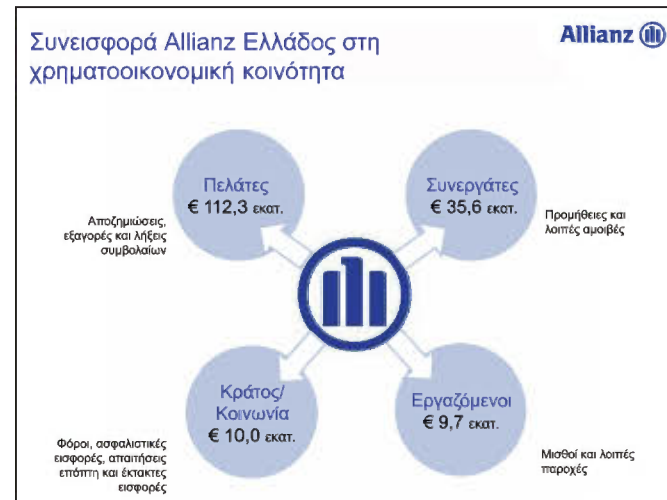 Συνεισφορά Allianz Ελλάδος στη
χρηματοοικονομική κοινότητα
Allianz
Πελάτες
€ 112,3 εκατ.
Αποζημιώσεις,
εξαγορές και λήξεις
συμβολαίων
Συνεργάτες
€ 35,6 εκατ.
Προμήθειες και
λοιπές αμοιβές
Κράτος/
Κοινωνία
€ 10,0 εκατ.
Φόροι, ασφαλιστικές
εισφορές, απαιτήσεις
επόπτη και έκτακτες
εισφορές
Εργαζόμενοι
€ 9,7 εκατ.
Μισθοί και λοιπές
παροχές